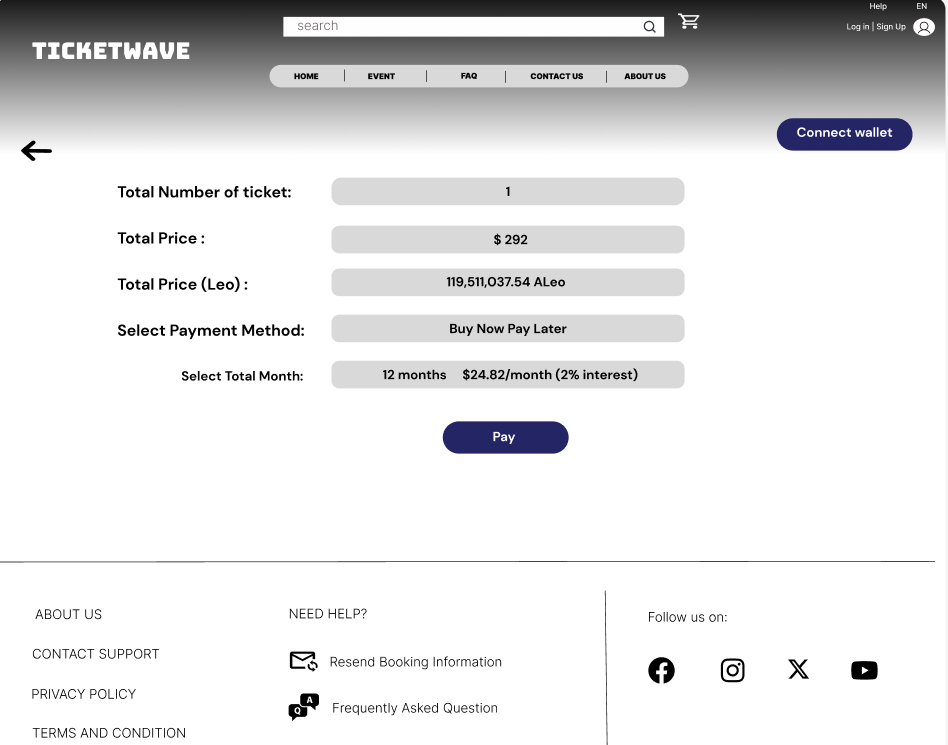 Help EN
search
Log in | Sign Up
TICKETWAVE
HOME | EVENT | FAQ | CONTACT US | ABOUT US
Connect wallet
Total Number of ticket: 1
Total Price : $ 292
Total Price (Leo) : 119,511,037.54 ALeo
Select Payment Method: Buy Now Pay Later
Select Total Month: 12 months $24.82/month (2% interest)
Pay
ABOUT US
CONTACT SUPPORT
PRIVACY POLICY
TERMS AND CONDITION
NEED HELP?
Resend Booking Information
Q A
Frequently Asked Question
Follow us on: